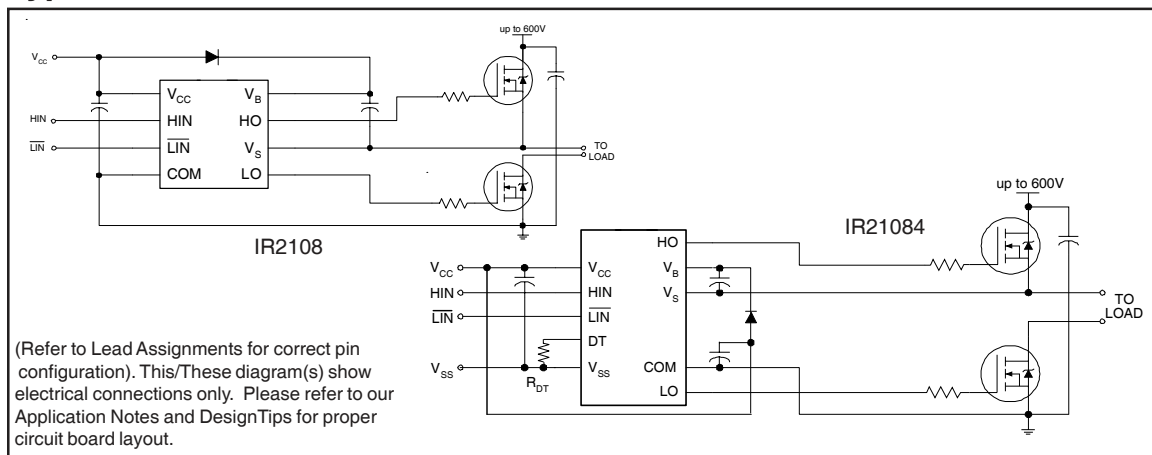 up to 600V
VCC
HIN
LIN
VCC VB
HIN HO
LIN VS
COM LO
TO
LOAD
IR2108
up to 600V
IR21084
VCC
HIN
LIN
VSS
RDT
HO
VCC VB
HIN VS
LIN
DT
VSS COM
LO
TO
LOAD
(Refer to Lead Assignments for correct pin
configuration). This/These diagram(s) show
electrical connections only. Please refer to our
Application Notes and DesignTips for proper
circuit board layout.